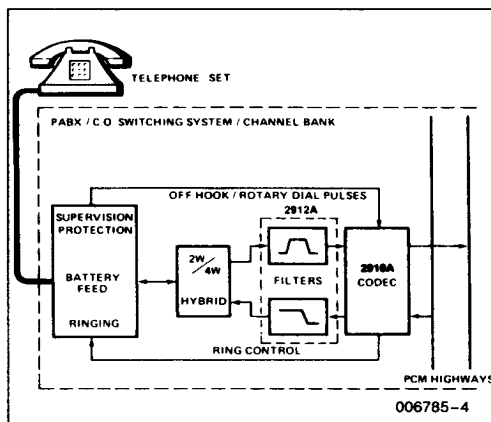 TELEPHONE SET
PABX / C.O. SWITCHING SYSTEM / CHANNEL BANK
OFF HOOK / ROTARY DIAL PULSES
2912A
SUPERVISION
PROTECTION
BATTERY
FEED
RINGING
2W
4W
HYBRID
FILTERS
2910A
CODEC
RING CONTROL
PCM HIGHWAYS
006785-4